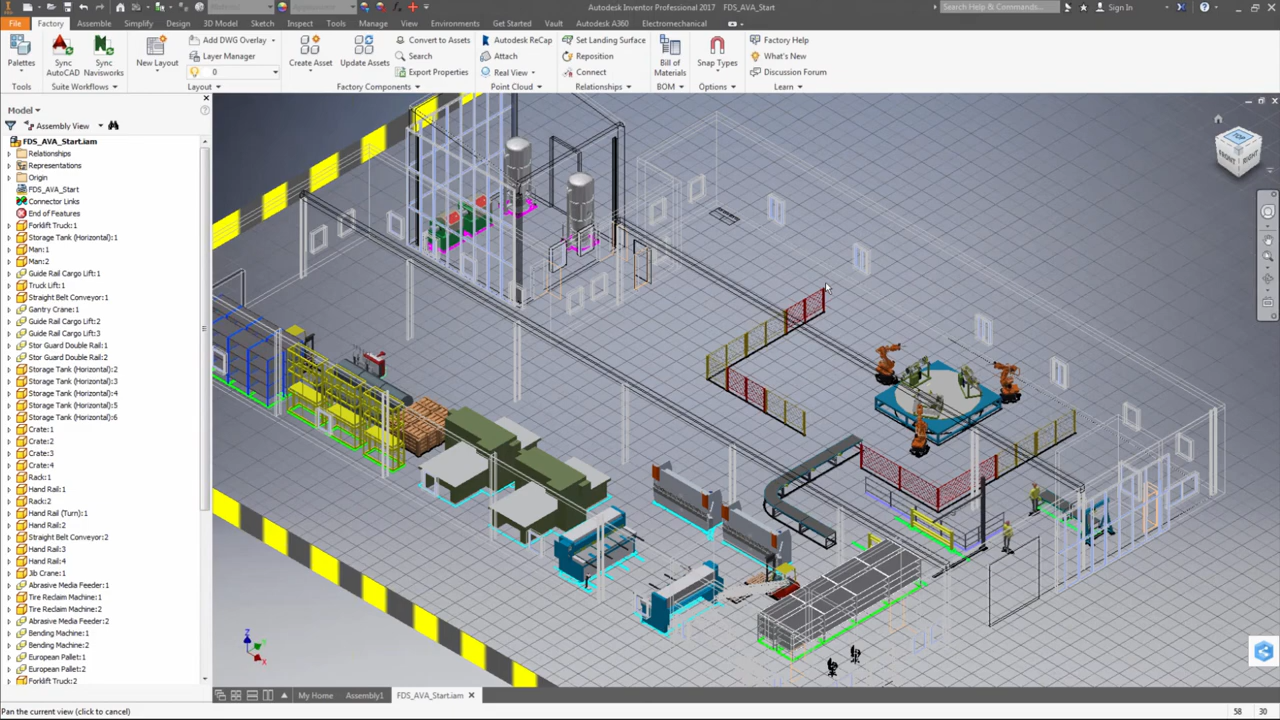 Autodesk Inventor Professional 2017 FDS_AVA_Start
Search Help & Commands...
Sign In
File
Factory
Assemble
Simplify
Design
3D Model
Sketch
Inspect
Tools
Manage
View
Environments
Get Started
Vault
Autodesk A360
Electromechanical
Palettes
Sync AutoCAD
Sync Navisworks
New Layout
Add DWG Overlay
Layer Manager
0
Create Asset
Update Assets
Convert to Assets
Search
Export Properties
Autodesk ReCap
Attach
Real View
Set Landing Surface
Reposition
Connect
Bill of Materials
Snap Types
Factory Help
What's New
Discussion Forum
Tools
Suite Workflows
Layout
Factory Components
Point Cloud
Relationships
BOM
Options
Learn
Model
Assembly View
FDS_AVA_Start.iam
Relationships
Representations
Origin
FDS_AVA_Start
Connector Links
End of Features
Forklift Truck:1
Storage Tank (Horizontal):1
Man:1
Man:2
Guide Rail Cargo Lift:1
Truck Lift:1
Straight Belt Conveyor:1
Gantry Crane:1
Guide Rail Cargo Lift:2
Guide Rail Cargo Lift:3
Stor Guard Double Rail:1
Stor Guard Double Rail:2
Storage Tank (Horizontal):2
Storage Tank (Horizontal):3
Storage Tank (Horizontal):4
Storage Tank (Horizontal):5
Storage Tank (Horizontal):6
Crate:1
Crate:2
Crate:3
Crate:4
Rack:1
Hand Rail:1
Rack:2
Hand Rail (Turn):1
Hand Rail:2
Straight Belt Conveyor:2
Hand Rail:3
Hand Rail:4
Jib Crane:1
Abrasive Media Feeder:1
Tire Reclaim Machine:1
Tire Reclaim Machine:2
Abrasive Media Feeder:2
Bending Machine:1
Bending Machine:2
European Pallet:1
European Pallet:2
Forklift Truck:2
TOP
FRONT
RIGHT
Z
X
My Home
Assembly1
FDS_AVA_Start.iam
Pan the current view (click to cancel)
58 30